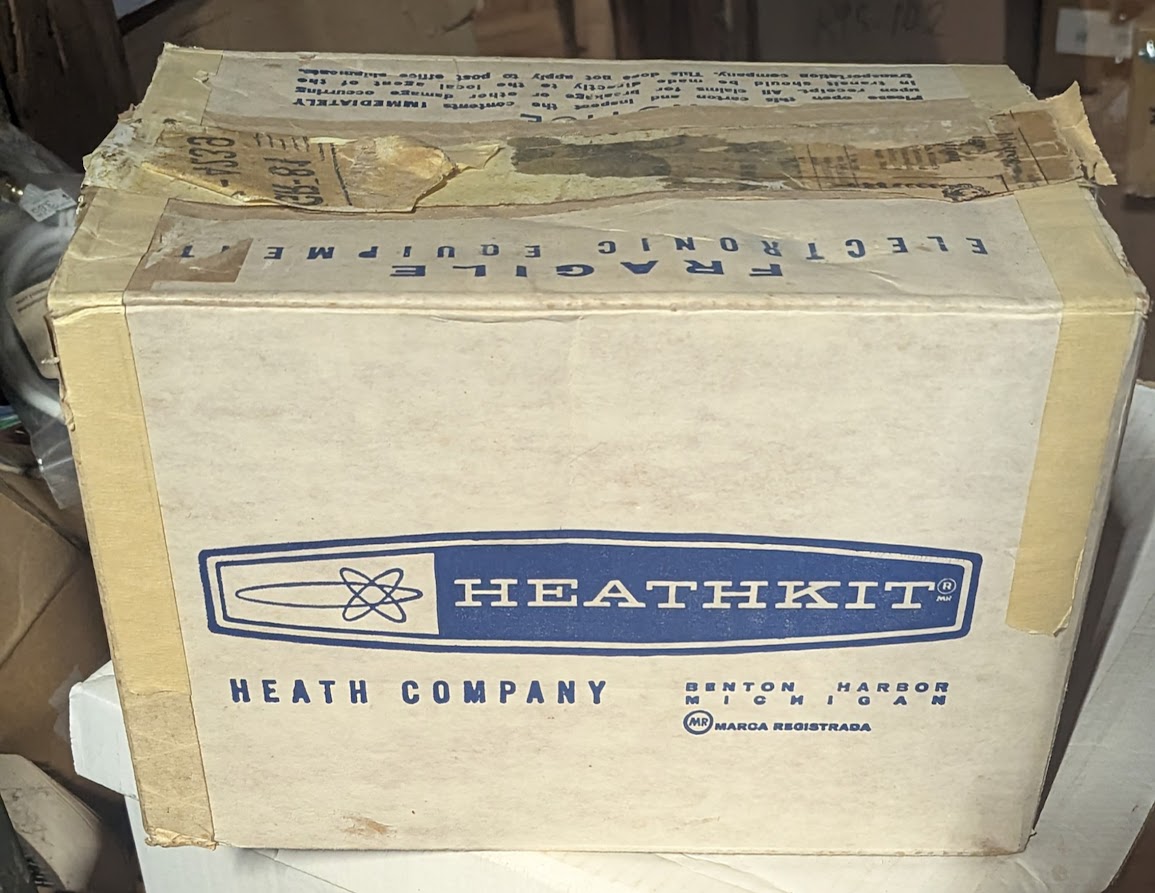 NOTICE
Please open this carton and inspect the contents IMMEDIATELY
upon receipt. All claims for breakage or other damage occurring
in transit should be made directly to the local agent of the
transportation company. This does not apply to post office shipments.
FRAGILE
ELECTRONIC EQUIPMENT
HEATHKIT®
MR
HEATH COMPANY
BENTON HARBOR
MICHIGAN
MR MARCA REGISTRADA